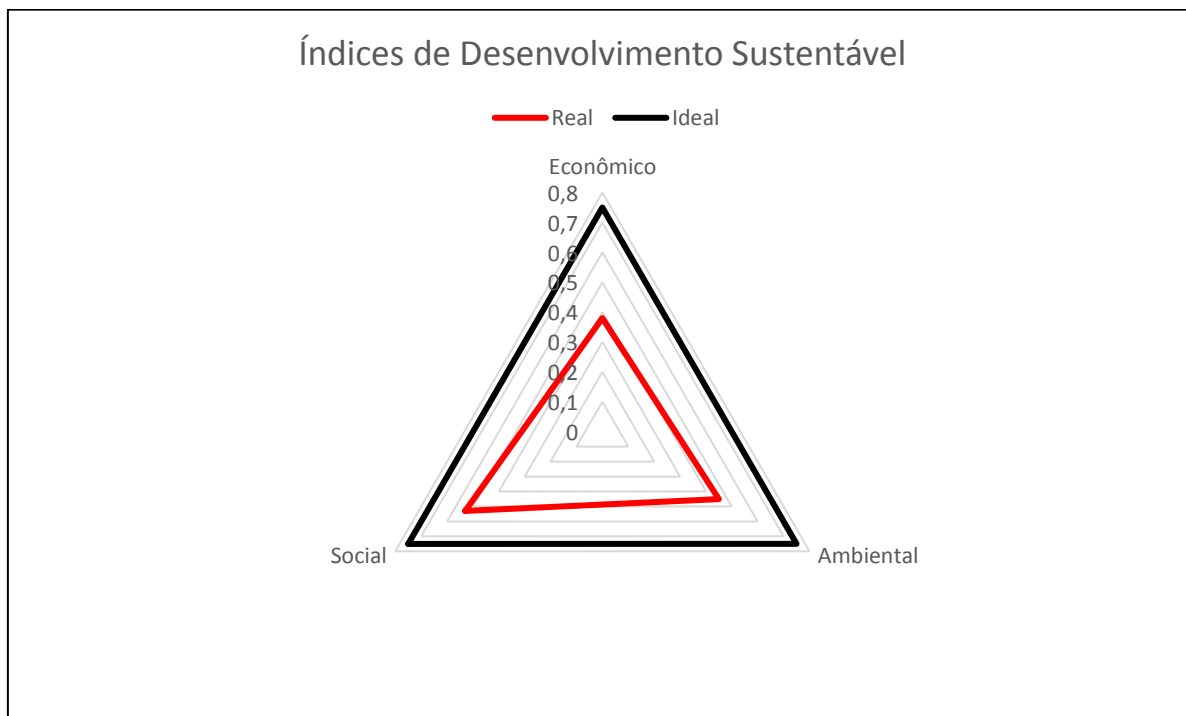 Índices de Desenvolvimento Sustentável
Real
Ideal
Econômico
0,8
0,7
0,6
0,5
0,4
0,3
0,2
0,1
0
Social
Ambiental